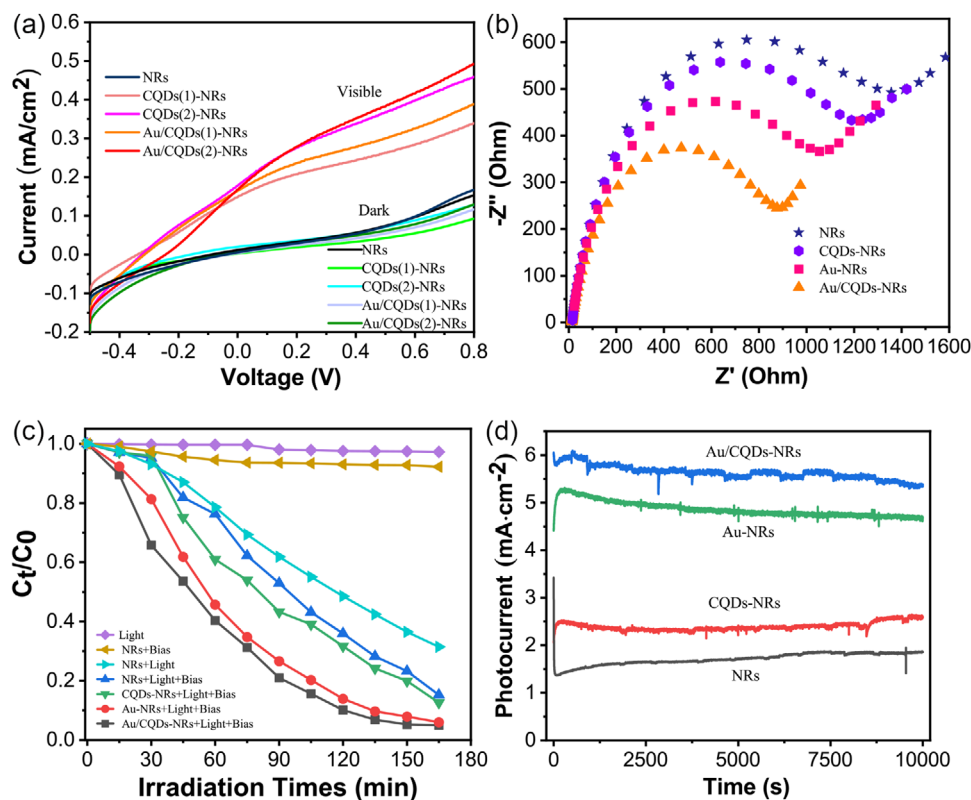 (a)
Current (mA/cm2)
0.6
0.5
0.4
0.3
0.2
0.1
0.0
-0.1
-0.2
NRs
CQDs(1)-NRs
CQDs(2)-NRs
Au/CQDs(1)-NRs
Au/CQDs(2)-NRs
Visible
Dark
NRs
CQDs(1)-NRs
CQDs(2)-NRs
Au/CQDs(1)-NRs
Au/CQDs(2)-NRs
-0.4 -0.2 0.0 0.2 0.4 0.6 0.8
Voltage (V)
(b)
-Z'' (Ohm)
600
500
400
300
200
100
0
NRs
CQDs-NRs
Au-NRs
Au/CQDs-NRs
0 200 400 600 800 1000 1200 1400 1600
Z' (Ohm)
(c)
Ct/C0
1.0
0.8
0.6
0.4
0.2
0.0
Light
NRs+Bias
NRs+Light
NRs+Light+Bias
CQDs-NRs+Light+Bias
Au-NRs+Light+Bias
Au/CQDs-NRs+Light+Bias
0 30 60 90 120 150 180
Irradiation Times (min)
(d)
Photocurrent (mA·cm-2)
6
5
4
3
2
1
0
Au/CQDs-NRs
Au-NRs
CQDs-NRs
NRs
0 2500 5000 7500 10000
Time (s)